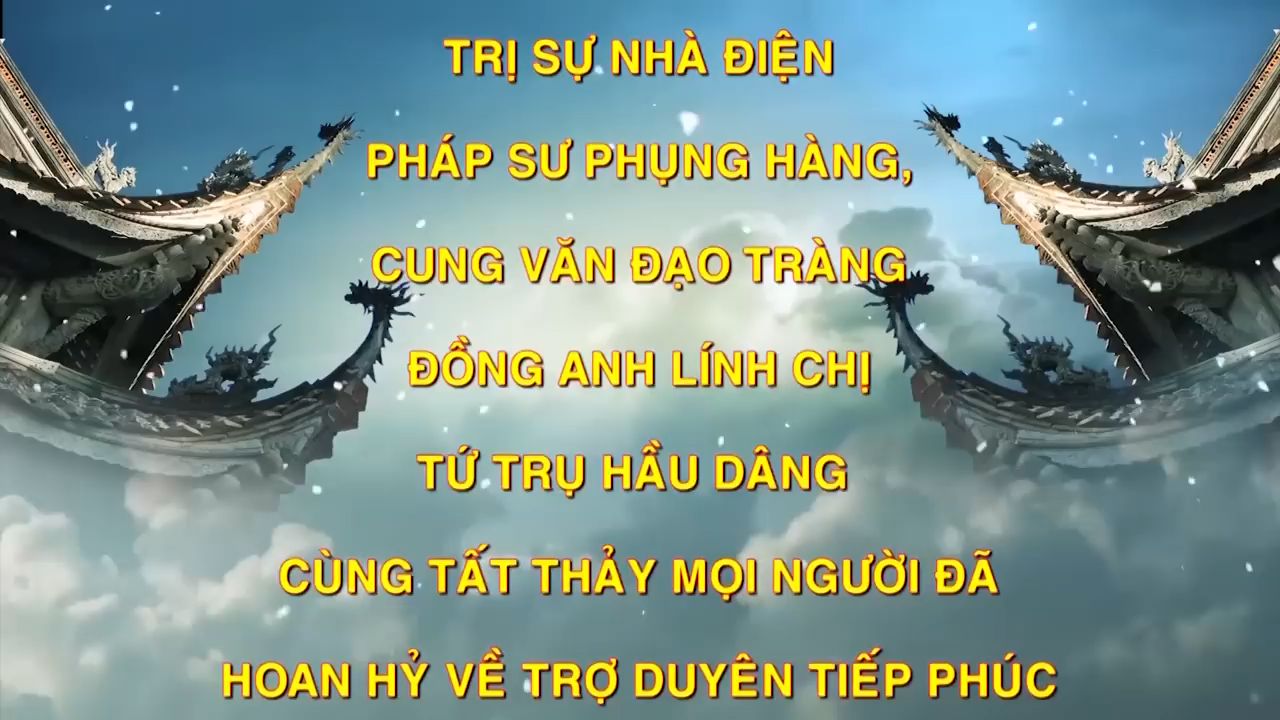 TRỊ SỰ NHÀ ĐIỆN
PHÁP SƯ PHỤNG HÀNG,
CUNG VĂN ĐẠO TRÀNG
ĐỒNG ANH LÍNH CHỊ
TỨ TRỤ HẦU DÂNG
CÙNG TẤT THẢY MỌI NGƯỜI ĐÃ
HOAN HỶ VỀ TRỢ DUYÊN TIẾP PHÚC